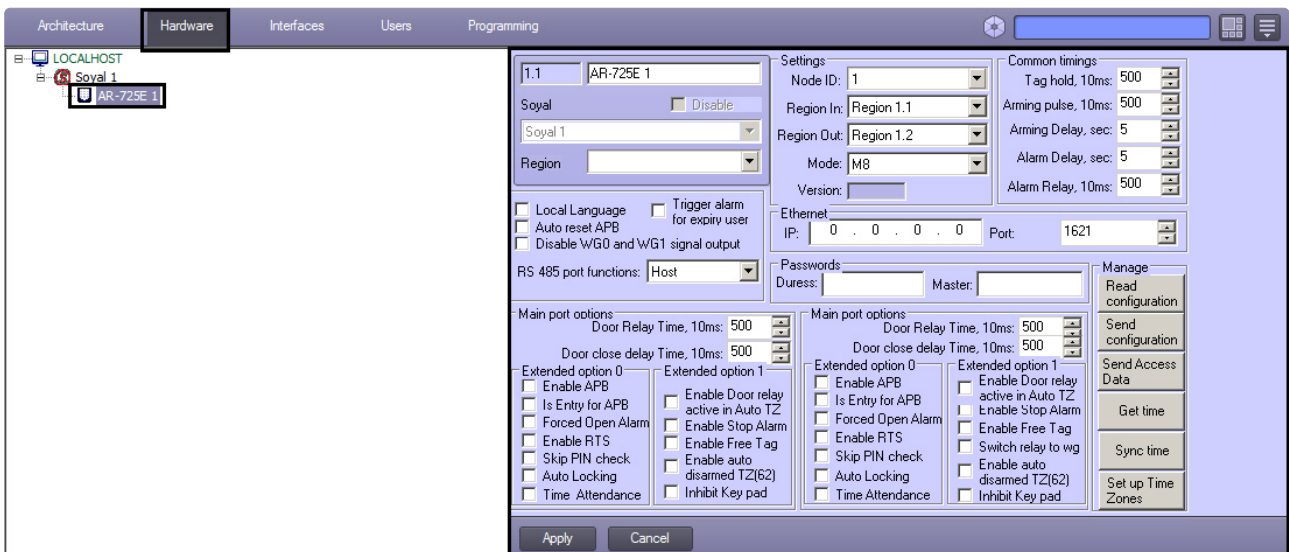 Architecture Hardware Interfaces Users Programming
LOCALHOST
Soyal 1
AR-725E 1
1.1 AR-725E 1
Soyal Disable
Soyal 1
Region
Settings
Node ID: 1
Region In: Region 1.1
Region Out: Region 1.2
Mode: M8
Version:
Common timings
Tag hold, 10ms: 500
Arming pulse, 10ms: 500
Arming Delay, sec: 5
Alarm Delay, sec: 5
Alarm Relay, 10ms: 500
Local Language
Trigger alarm
for expiry user
Auto reset APB
Disable WG0 and WG1 signal output
RS 485 port functions: Host
Ethernet
IP: 0 . 0 . 0 . 0 Port: 1621
Passwords
Duress: Master:
Main port options
Door Relay Time, 10ms: 500
Door close delay Time, 10ms: 500
Extended option 0
Enable APB
Is Entry for APB
Forced Open Alarm
Enable RTS
Skip PIN check
Auto Locking
Time Attendance
Extended option 1
Enable Door relay
active in Auto TZ
Enable Stop Alarm
Enable Free Tag
Enable auto
disarmed TZ(62)
Inhibit Key pad
Main port options
Door Relay Time, 10ms: 500
Door close delay Time, 10ms: 500
Extended option 0
Enable APB
Is Entry for APB
Forced Open Alarm
Enable RTS
Skip PIN check
Auto Locking
Time Attendance
Extended option 1
Enable Door relay
active in Auto TZ
Enable Stop Alarm
Enable Free Tag
Switch relay to wg
Enable auto
disarmed TZ(62)
Inhibit Key pad
Manage
Read
configuration
Send
configuration
Send Access
Data
Get time
Sync time
Set up Time
Zones
Apply Cancel